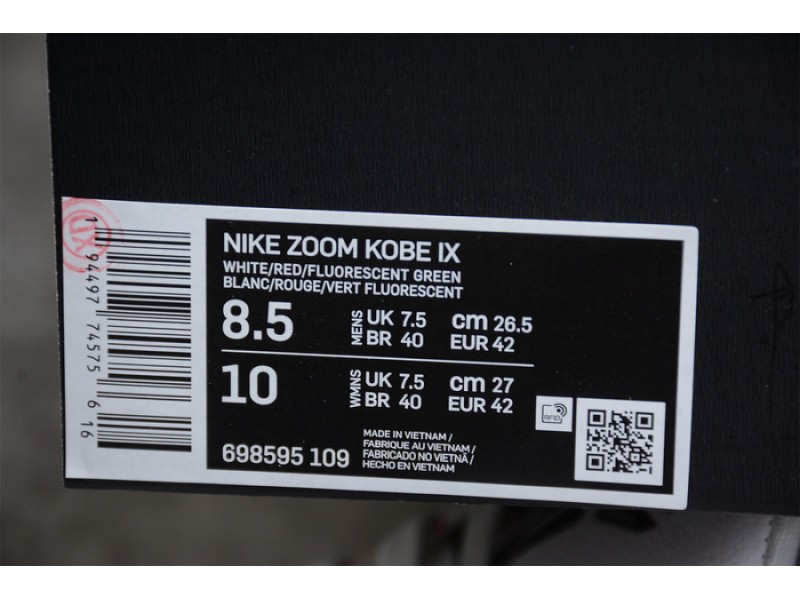 NIKE ZOOM KOBE IX
WHITE/RED/FLUORESCENT GREEN
BLANC/ROUGE/VERT FLUORESCENT
8.5 MENS UK 7.5 cm 26.5
BR 40 EUR 42
10 WMNS UK 7.5 cm 27
BR 40 EUR 42
698595 109
MADE IN VIETNAM /
FABRIQUE AU VIETNAM /
FABRICADO NO VIETNÃ /
HECHO EN VIETNAM
RFID
1 94497 74575 6 16